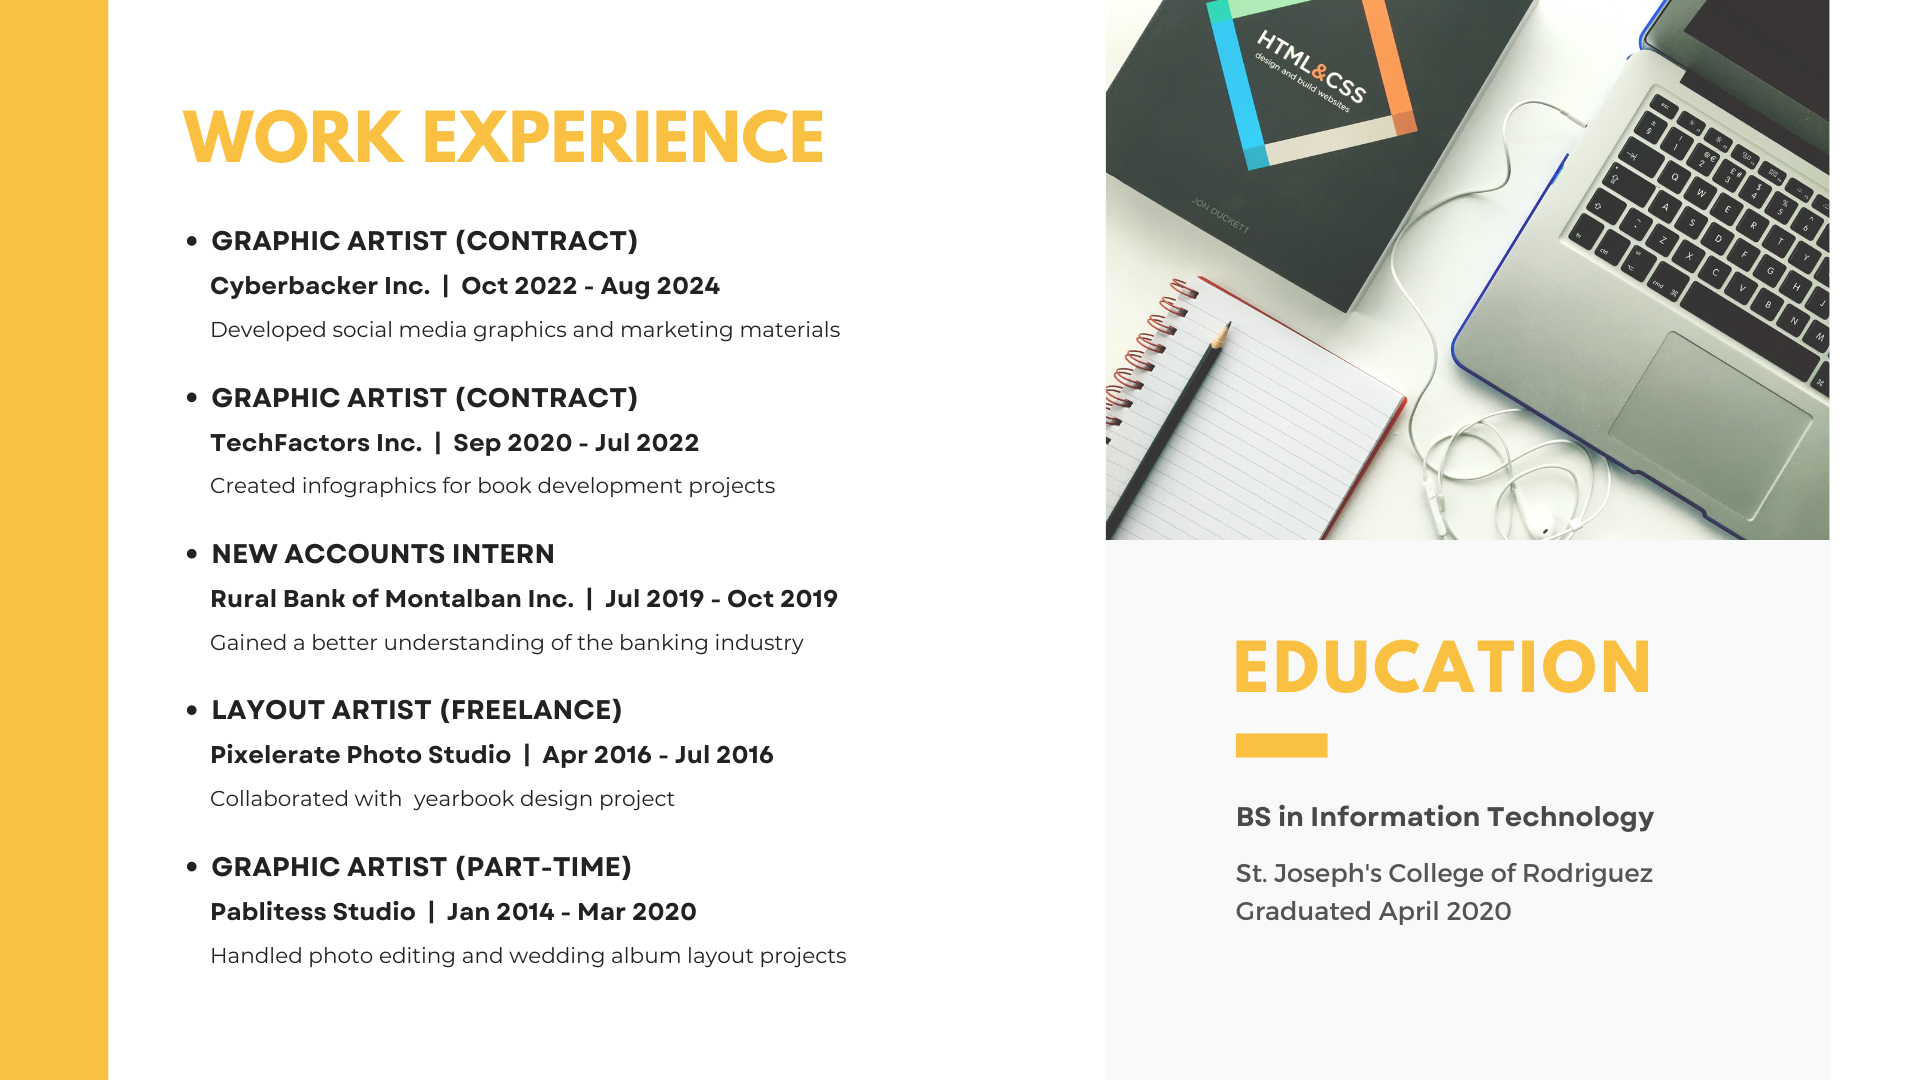 WORK EXPERIENCE
• GRAPHIC ARTIST (CONTRACT)
Cyberbacker Inc. | Oct 2022 - Aug 2024
Developed social media graphics and marketing materials
• GRAPHIC ARTIST (CONTRACT)
TechFactors Inc. | Sep 2020 - Jul 2022
Created infographics for book development projects
• NEW ACCOUNTS INTERN
Rural Bank of Montalban Inc. | Jul 2019 - Oct 2019
Gained a better understanding of the banking industry
• LAYOUT ARTIST (FREELANCE)
Pixelerate Photo Studio | Apr 2016 - Jul 2016
Collaborated with  yearbook design project
• GRAPHIC ARTIST (PART-TIME)
Pablitess Studio | Jan 2014 - Mar 2020
Handled photo editing and wedding album layout projects
HTML&CSS
design and build websites
JON DUCKETT
EDUCATION
BS in Information Technology
St. Joseph's College of Rodriguez
Graduated April 2020